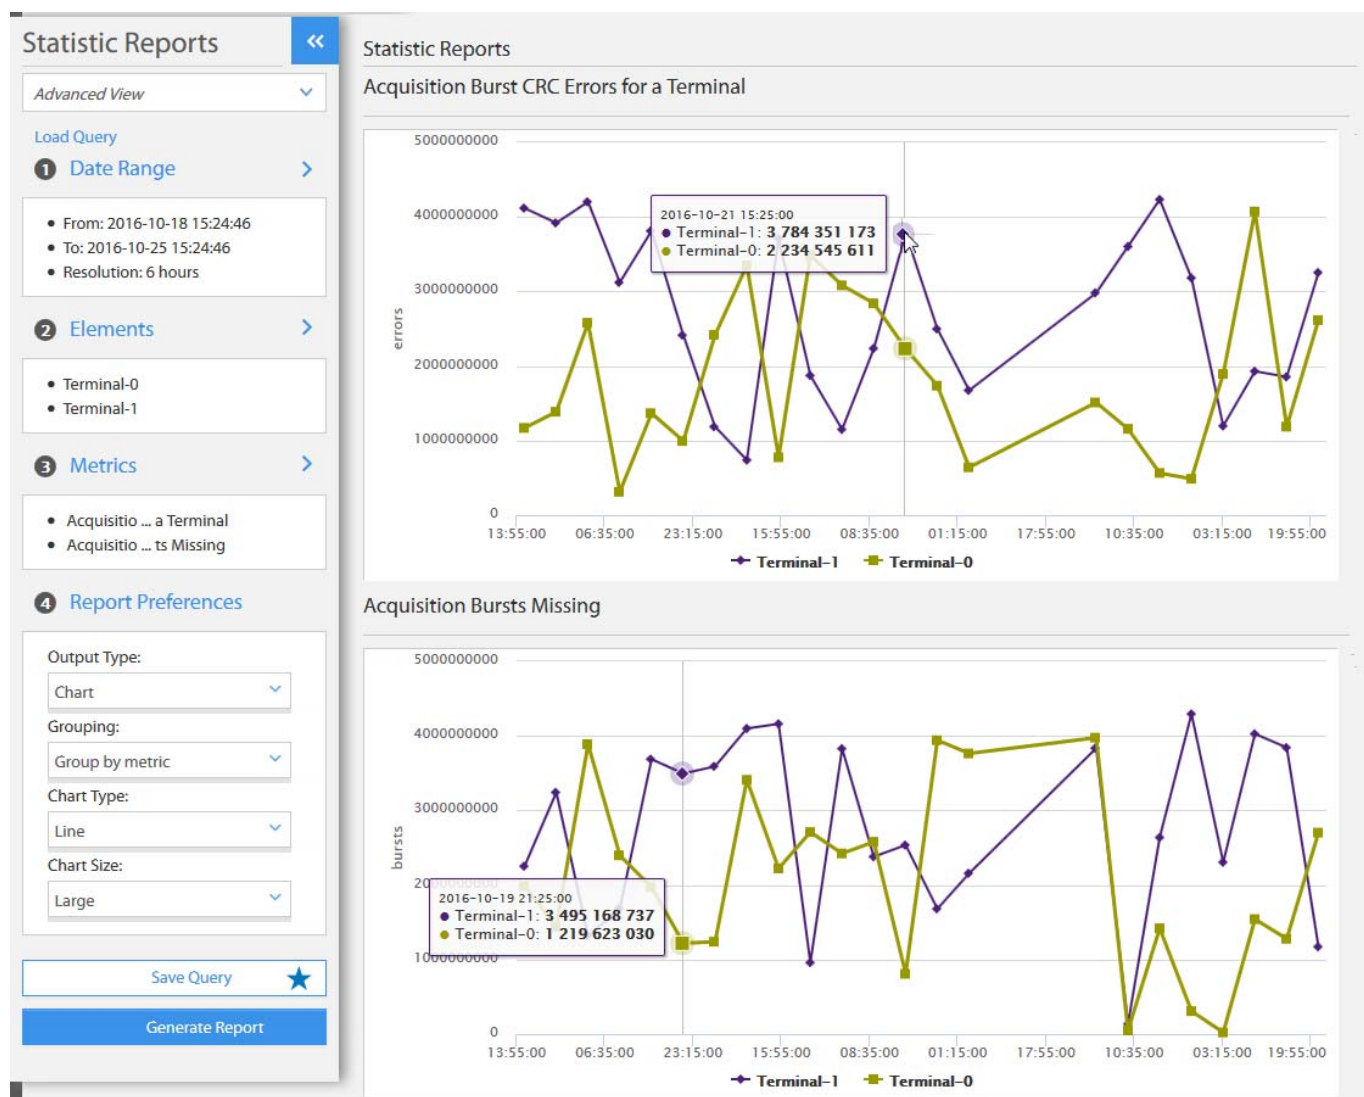 Statistic Reports
Advanced View
Load Query
1 Date Range
From: 2016-10-18 15:24:46
To: 2016-10-25 15:24:46
Resolution: 6 hours
2 Elements
Terminal-0
Terminal-1
3 Metrics
Acquisitio ... a Terminal
Acquisitio ... ts Missing
4 Report Preferences
Output Type:
Chart
Grouping:
Group by metric
Chart Type:
Line
Chart Size:
Large
Save Query
Generate Report
Statistic Reports
Acquisition Burst CRC Errors for a Terminal
5000000000
4000000000
3000000000
2000000000
1000000000
0
errors
2016-10-21 15:25:00
Terminal-1: 3 784 351 173
Terminal-0: 2 234 545 611
13:55:00 06:35:00 23:15:00 15:55:00 08:35:00 01:15:00 17:55:00 10:35:00 03:15:00 19:55:00
Terminal-1 Terminal-0
Acquisition Bursts Missing
5000000000
4000000000
3000000000
2000000000
1000000000
0
bursts
2016-10-19 21:25:00
Terminal-1: 3 495 168 737
Terminal-0: 1 219 623 030
13:55:00 06:35:00 23:15:00 15:55:00 08:35:00 01:15:00 17:55:00 10:35:00 03:15:00 19:55:00
Terminal-1 Terminal-0